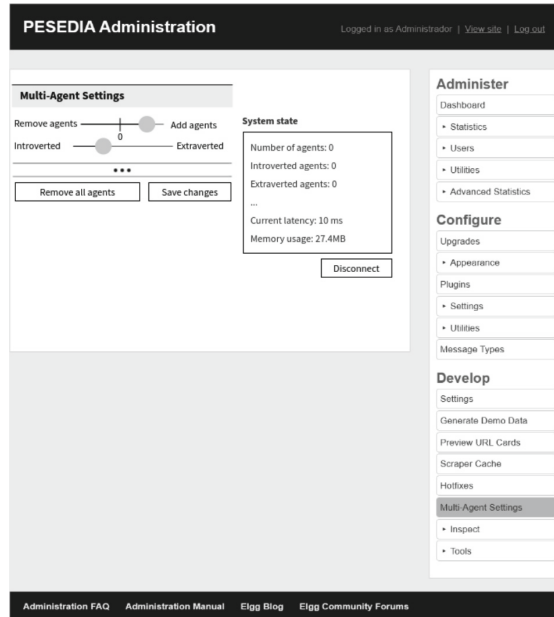 PESEDIA Administration
Logged in as Administrador | View site | Log out
Multi-Agent Settings
Remove agents
Add agents
0
Introverted
Extraverted
•••
Remove all agents
Save changes
System state
Number of agents: 0
Introverted agents: 0
Extraverted agents: 0
...
Current latency: 10 ms
Memory usage: 27.4MB
Disconnect
Administer
Dashboard
Statistics
Users
Utilities
Advanced Statistics
Configure
Upgrades
Appearance
Plugins
Settings
Utilities
Message Types
Develop
Settings
Generate Demo Data
Preview URL Cards
Scraper Cache
Hotfixes
Multi-Agent Settings
Inspect
Tools
Administration FAQ Administration Manual Elgg Blog Elgg Community Forums